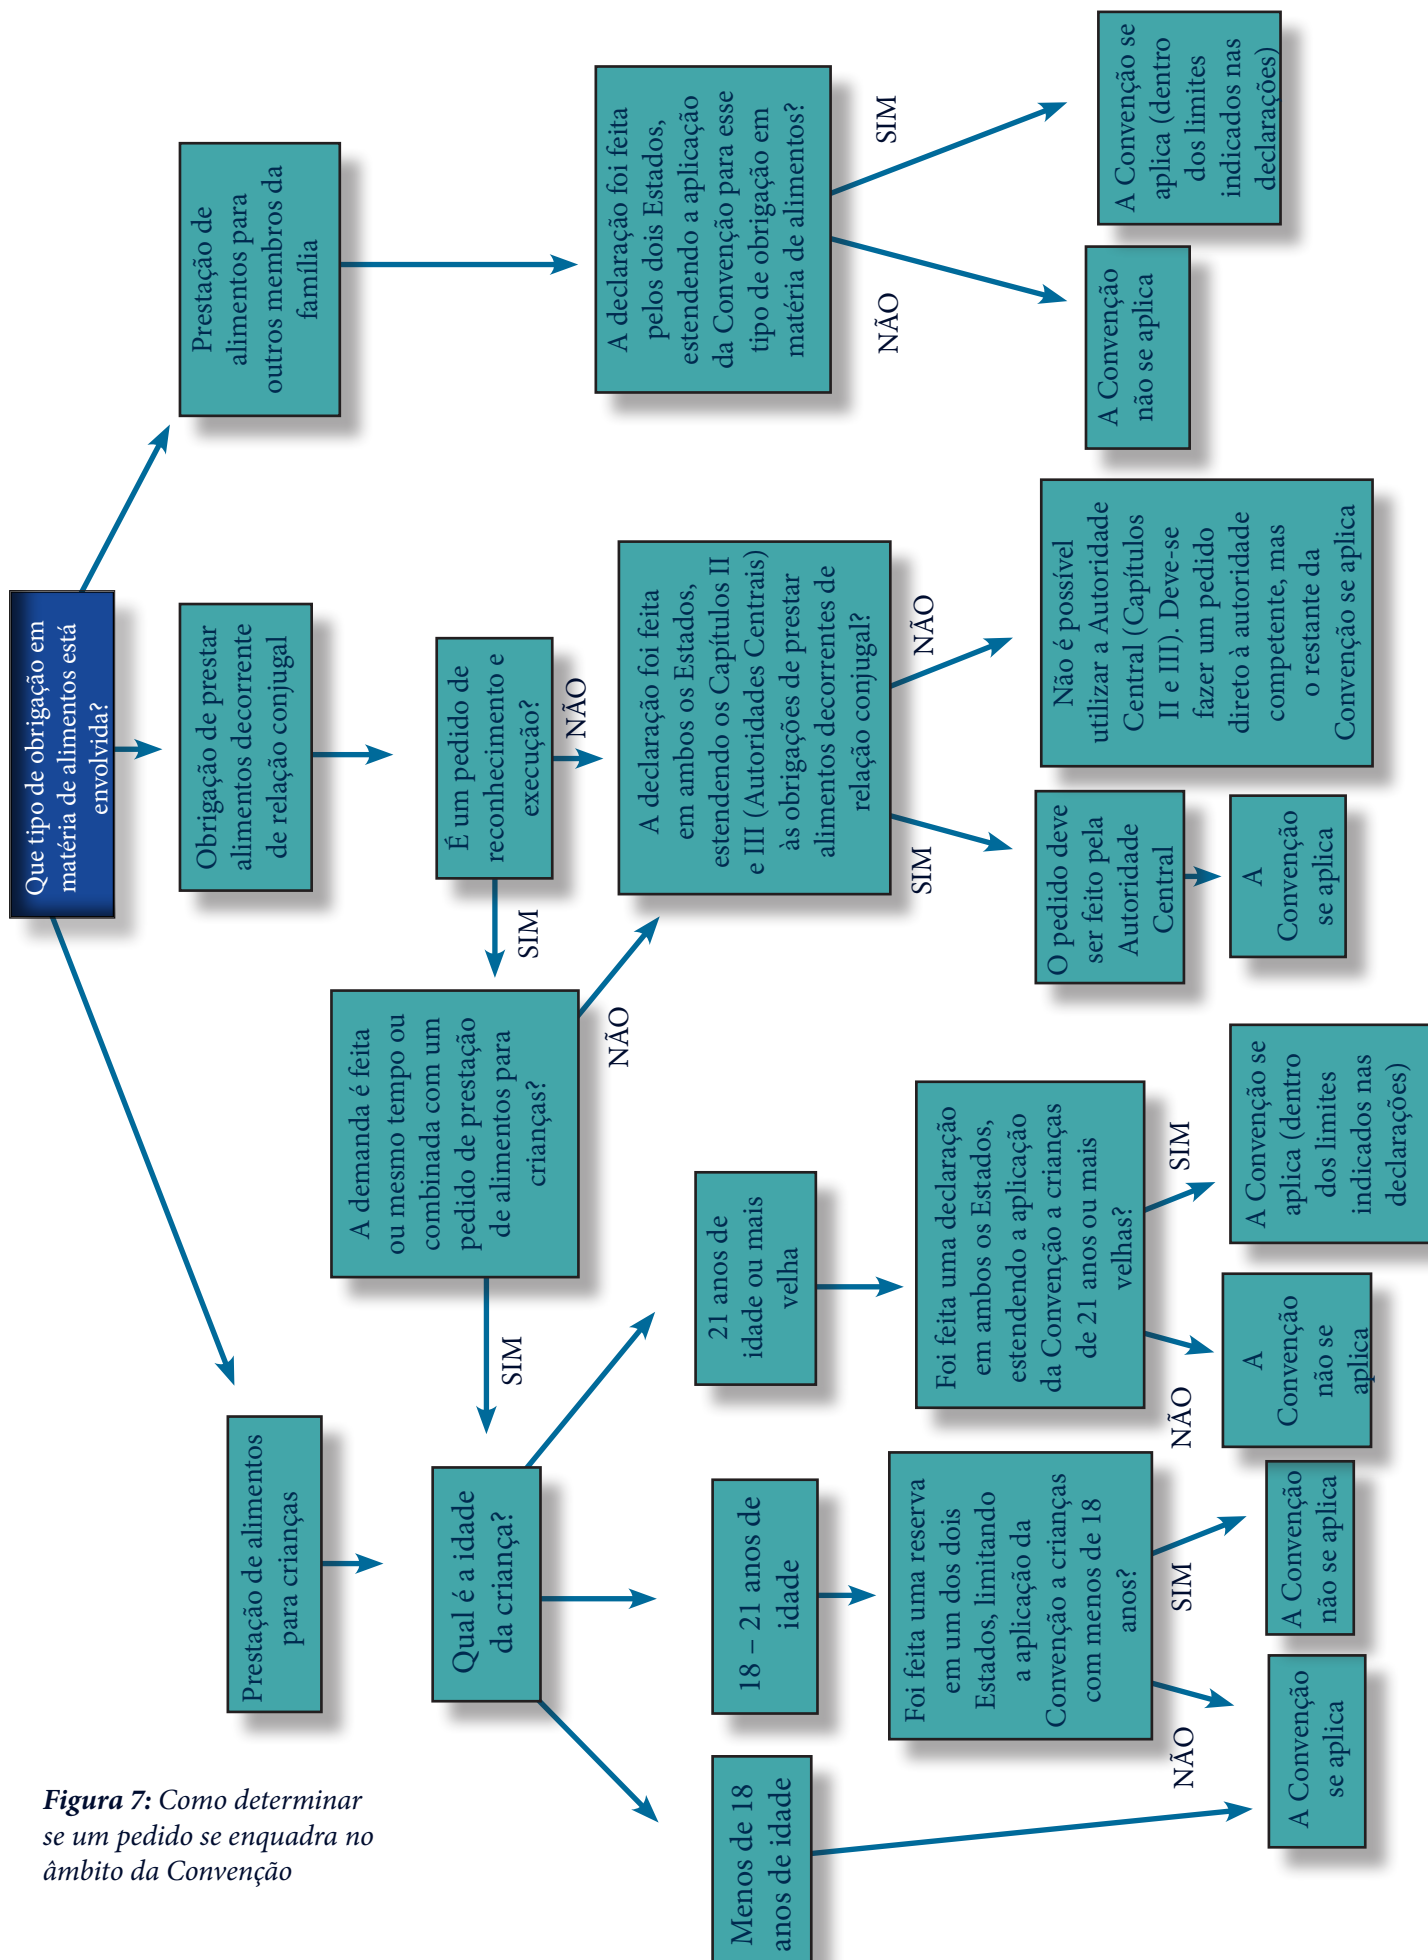 Que tipo de obrigação em
matéria de alimentos está
envolvida?
Prestação de alimentos
para crianças
Obrigação de prestar
alimentos decorrente
de relação conjugal
Prestação de
alimentos para
outros membros da
família
É um pedido de
reconhecimento e
execução?
SIM
NÃO
A demanda é feita
ou mesmo tempo ou
combinada com um
pedido de prestação
de alimentos para
crianças?
SIM
NÃO
Qual é a idade
da criança?
Menos de 18
anos de idade
18 – 21 anos de
idade
21 anos de
idade ou mais
velha
A declaração foi feita
em ambos os Estados,
estendendo os Capítulos II
e III (Autoridades Centrais)
às obrigações de prestar
alimentos decorrentes de
relação conjugal?
SIM
NÃO
A declaração foi feita
pelos dois Estados,
estendendo a aplicação
da Convenção para esse
tipo de obrigação em
matéria de alimentos?
NÃO
SIM
Foi feita uma reserva
em um dos dois
Estados, limitando
a aplicação da
Convenção a crianças
com menos de 18
anos?
NÃO
SIM
Foi feita uma declaração
em ambos os Estados,
estendendo a aplicação
da Convenção a crianças
de 21 anos ou mais
velhas?
NÃO
SIM
O pedido deve
ser feito pela
Autoridade
Central
A
Convenção
se aplica
Não é possível
utilizar a Autoridade
Central (Capítulos
II e III). Deve-se
fazer um pedido
direto à autoridade
competente, mas
o restante da
Convenção se aplica
A Convenção
não se aplica
A Convenção se
aplica (dentro
dos limites
indicados nas
declarações)
A Convenção
se aplica
A Convenção
não se aplica
A
Convenção
não se
aplica
A Convenção se
aplica (dentro
dos limites
indicados nas
declarações)
Figura 7: Como determinar
se um pedido se enquadra no
âmbito da Convenção